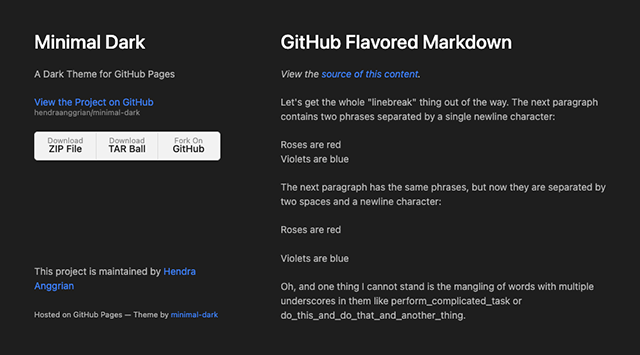 Minimal Dark
A Dark Theme for GitHub Pages
View the Project on GitHub
hendraanggrian/minimal-dark
Download
ZIP File
Download
TAR Ball
Fork On
GitHub
This project is maintained by Hendra
Anggrian
Hosted on GitHub Pages — Theme by minimal-dark
GitHub Flavored Markdown
View the source of this content.
Let's get the whole "linebreak" thing out of the way. The next paragraph
contains two phrases separated by a single newline character:
Roses are red
Violets are blue
The next paragraph has the same phrases, but now they are separated by
two spaces and a newline character:
Roses are red
Violets are blue
Oh, and one thing I cannot stand is the mangling of words with multiple
underscores in them like perform_complicated_task or
do_this_and_do_that_and_another_thing.